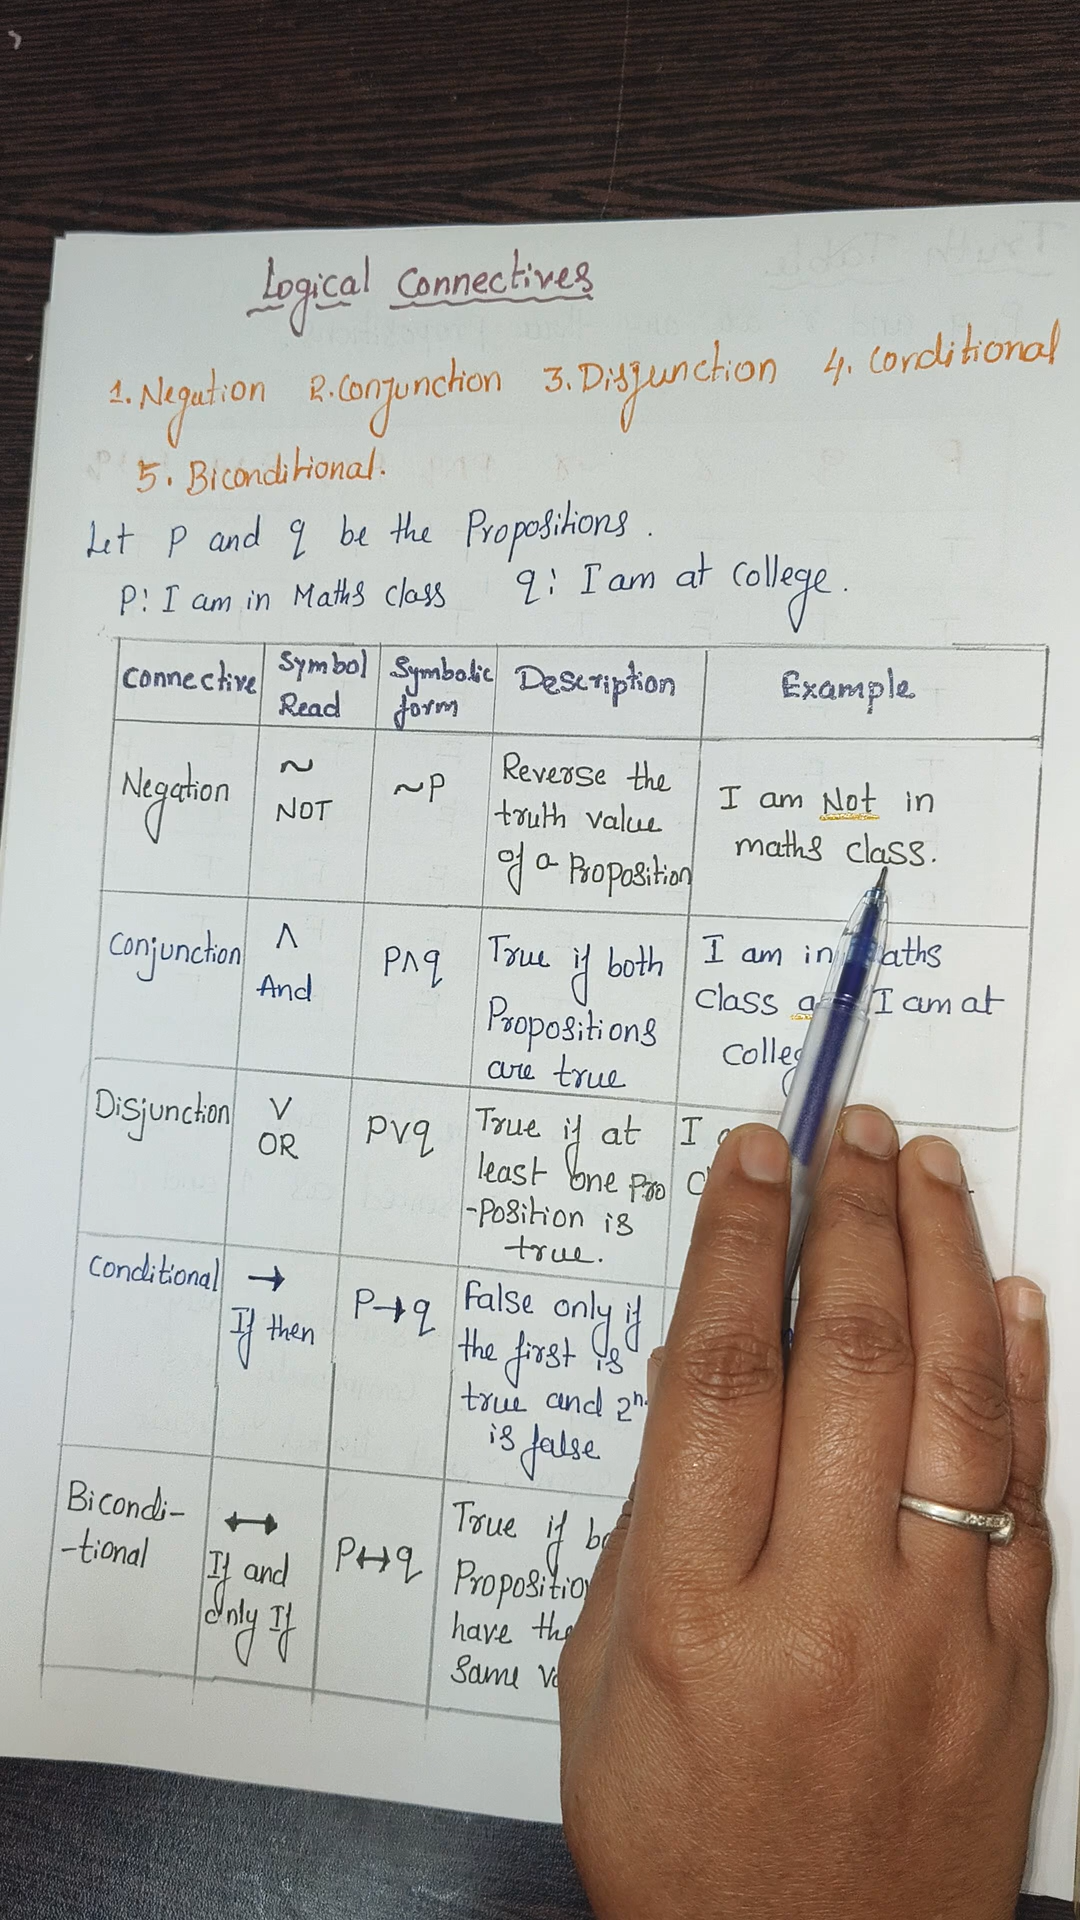 Logical Connectives
1. Negation 2. Conjunction 3. Disjunction 4. Conditional
5. Biconditional.
Let P and q be the Propositions.
P: I am in Maths class q: I am at college.
Connective
Symbol
Read
Symbolic
form
Description
Example
Negation
~
NOT
~P
Reverse the
truth value
of a Proposition
I am Not in
maths class.
Conjunction
∧
And
P∧q
True if both
Propositions
are true
I am in Maths
class I am at
Disjunction
∨
OR
P∨q
True if at
least one Pro
-position is
true.
I
Conditional
→
If then
P→q
False only if
the first is
true and 2n
is false
Bicondi-
-tional
↔
If and
only If
P↔q
True if
have
same